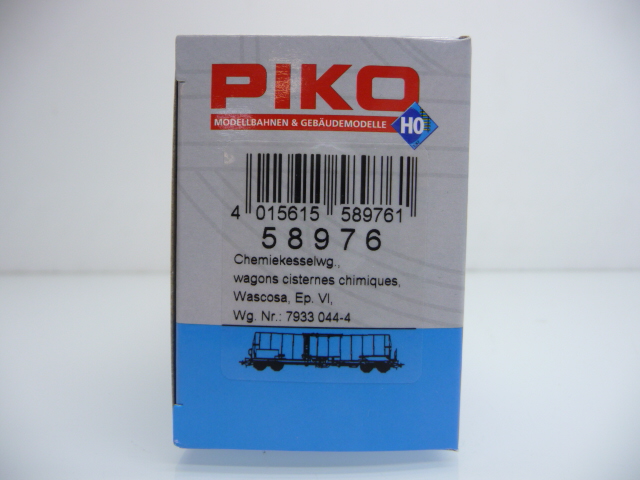 PIKO
MODELLBAHNEN & GEBÄUDEMODELLE
H0
4 015615 589761
58976
Chemiekesselwg.,
wagons cisternes chimiques,
Wascosa, Ep. VI,
Wg. Nr.: 7933 044-4